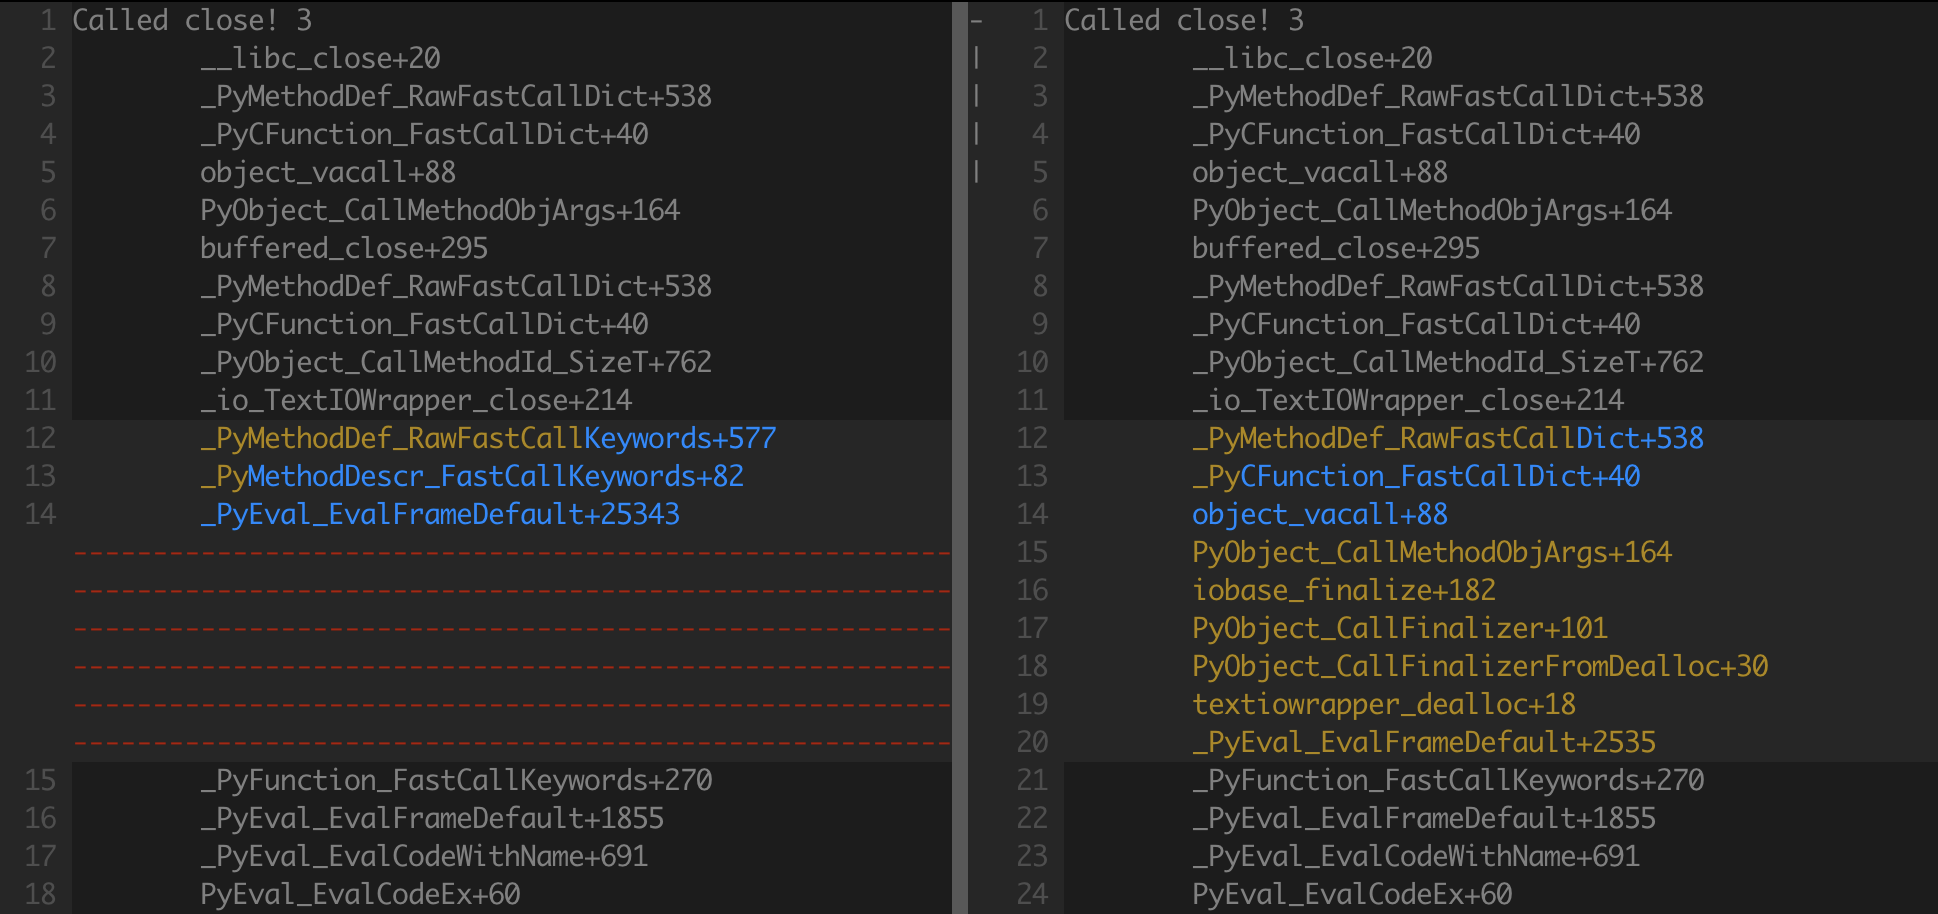 1 Called close! 3
2 __libc_close+20
3 _PyMethodDef_RawFastCallDict+538
4 _PyCFunction_FastCallDict+40
5 object_vacall+88
6 PyObject_CallMethodObjArgs+164
7 buffered_close+295
8 _PyMethodDef_RawFastCallDict+538
9 _PyCFunction_FastCallDict+40
10 _PyObject_CallMethodId_SizeT+762
11 _io_TextIOWrapper_close+214
12 _PyMethodDef_RawFastCallKeywords+577
13 _PyMethodDescr_FastCallKeywords+82
14 _PyEval_EvalFrameDefault+25343
15 _PyFunction_FastCallKeywords+270
16 _PyEval_EvalFrameDefault+1855
17 _PyEval_EvalCodeWithName+691
18 PyEval_EvalCodeEx+60
- 1 Called close! 3
| 2 __libc_close+20
| 3 _PyMethodDef_RawFastCallDict+538
| 4 _PyCFunction_FastCallDict+40
| 5 object_vacall+88
6 PyObject_CallMethodObjArgs+164
7 buffered_close+295
8 _PyMethodDef_RawFastCallDict+538
9 _PyCFunction_FastCallDict+40
10 _PyObject_CallMethodId_SizeT+762
11 _io_TextIOWrapper_close+214
12 _PyMethodDef_RawFastCallDict+538
13 _PyCFunction_FastCallDict+40
14 object_vacall+88
15 PyObject_CallMethodObjArgs+164
16 iobase_finalize+182
17 PyObject_CallFinalizer+101
18 PyObject_CallFinalizerFromDealloc+30
19 textiowrapper_dealloc+18
20 _PyEval_EvalFrameDefault+2535
21 _PyFunction_FastCallKeywords+270
22 _PyEval_EvalFrameDefault+1855
23 _PyEval_EvalCodeWithName+691
24 PyEval_EvalCodeEx+60